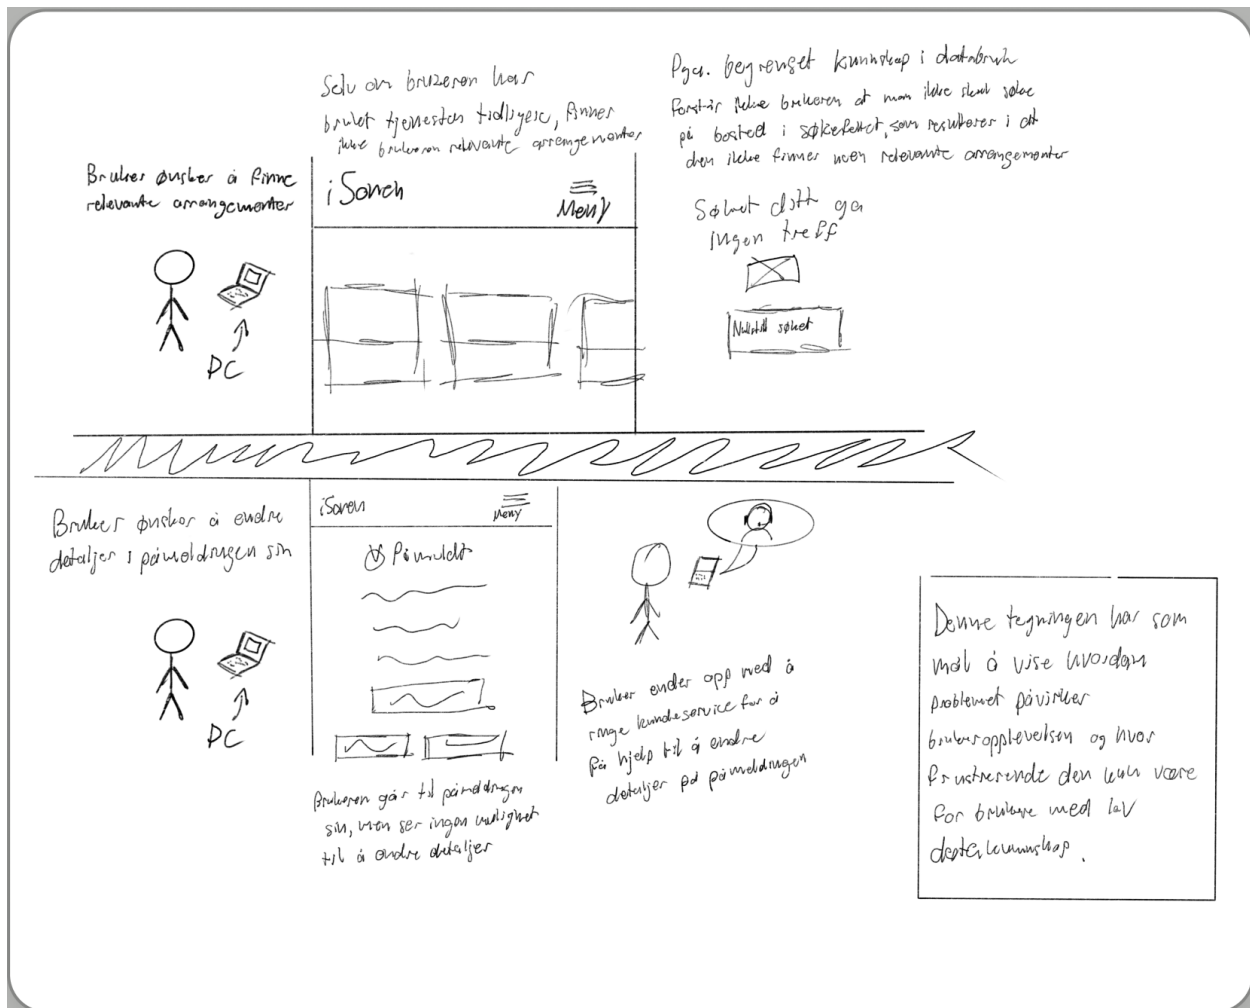 Bruker ønsker å finne
relevante arrangementer
PC
Selv om brukeren har
brukt tjenesten tidligere, finner
ikke brukeren relevante arrangementer
iSonen
Meny
Pga. begrenset kunnskap i databruk
forstår ikke brukeren at man ikke skal søke
på bosted i søkefeltet, som resulterer i at
den ikke finner noen relevante arrangementer
Søket ditt ga
ingen treff
Nullstill søket
Bruker ønsker å endre
detaljer i påmeldingen sin
PC
iSonen
Meny
Påmeldt
Brukeren går til påmeldingen
sin, men ser ingen mulighet
til å endre detaljer
Bruker ender opp med å
ringe kundeservice for å
få hjelp til å endre
detaljer på påmeldingen
Denne tegningen har som
mål å vise hvordan
problemet påvirker
brukeropplevelsen og hvor
frustrerende den kan være
for brukere med lav
datakunnskap.